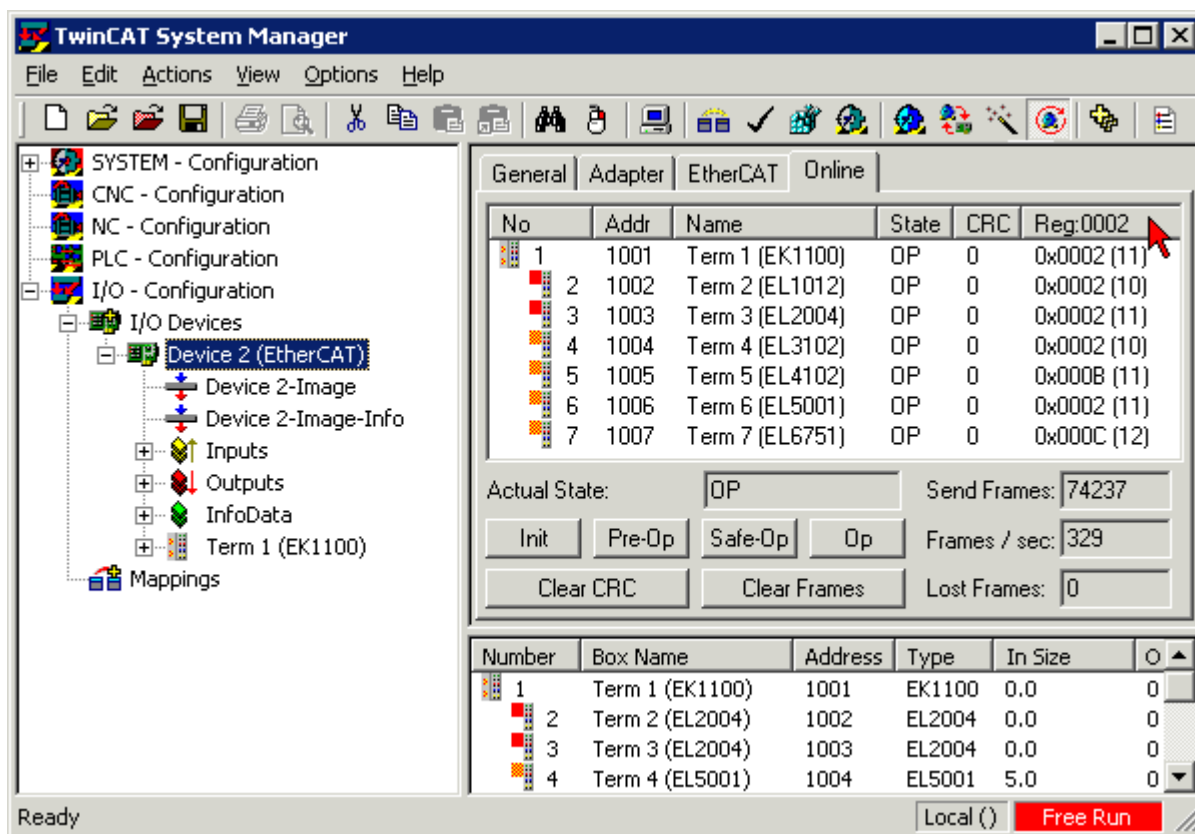 TwinCAT System Manager
File Edit Actions View Options Help
SYSTEM - Configuration
CNC - Configuration
NC - Configuration
PLC - Configuration
I/O - Configuration
I/O Devices
Device 2 (EtherCAT)
Device 2-Image
Device 2-Image-Info
Inputs
Outputs
InfoData
Term 1 (EK1100)
Mappings
General Adapter EtherCAT Online
No Addr Name State CRC Reg:0002
1 1001 Term 1 (EK1100) OP 0 0x0002 (11)
2 1002 Term 2 (EL1012) OP 0 0x0002 (10)
3 1003 Term 3 (EL2004) OP 0 0x0002 (11)
4 1004 Term 4 (EL3102) OP 0 0x0002 (10)
5 1005 Term 5 (EL4102) OP 0 0x000B (11)
6 1006 Term 6 (EL5001) OP 0 0x0002 (11)
7 1007 Term 7 (EL6751) OP 0 0x000C (12)
Actual State: OP Send Frames: 74237
Init Pre-Op Safe-Op Op Frames / sec: 329
Clear CRC Clear Frames Lost Frames: 0
Number Box Name Address Type In Size O
1 Term 1 (EK1100) 1001 EK1100 0.0 0
2 Term 2 (EL2004) 1002 EL2004 0.0 0
3 Term 3 (EL2004) 1003 EL2004 0.0 0
4 Term 4 (EL5001) 1004 EL5001 5.0 0
Ready Local () Free Run